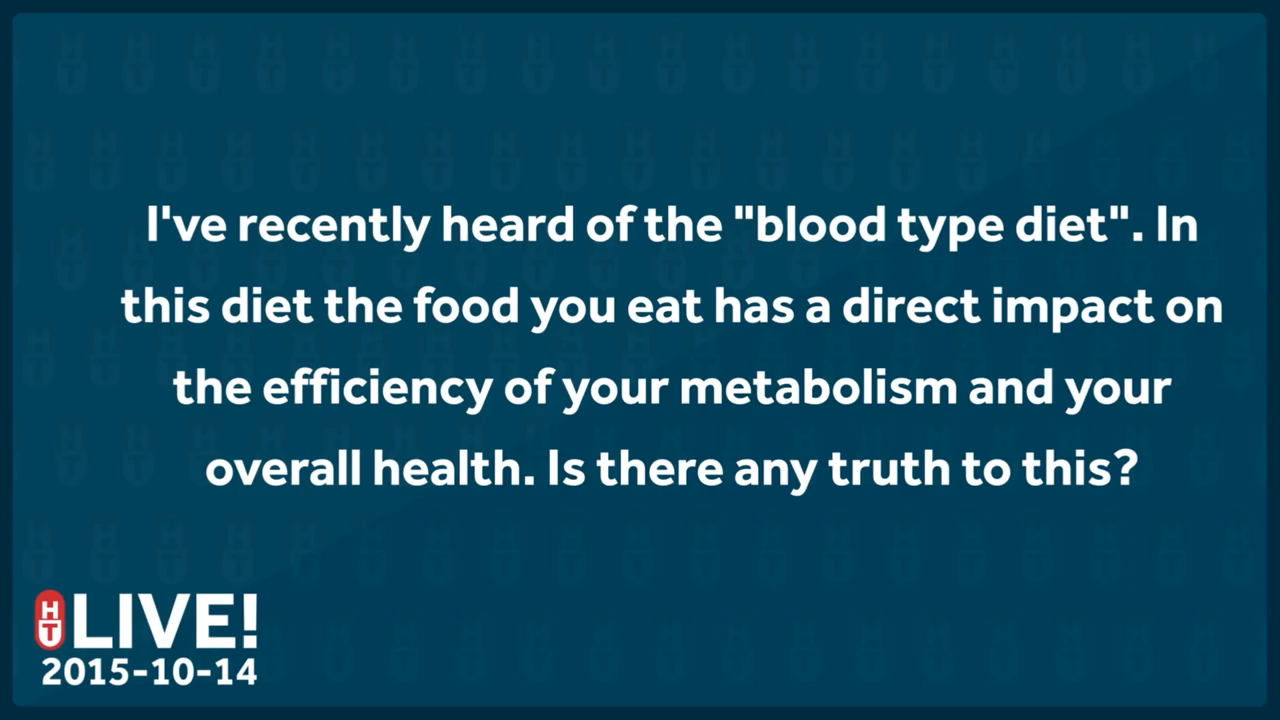 I've recently heard of the "blood type diet". In
this diet the food you eat has a direct impact on
the efficiency of your metabolism and your
overall health. Is there any truth to this?
HT LIVE!
2015-10-14